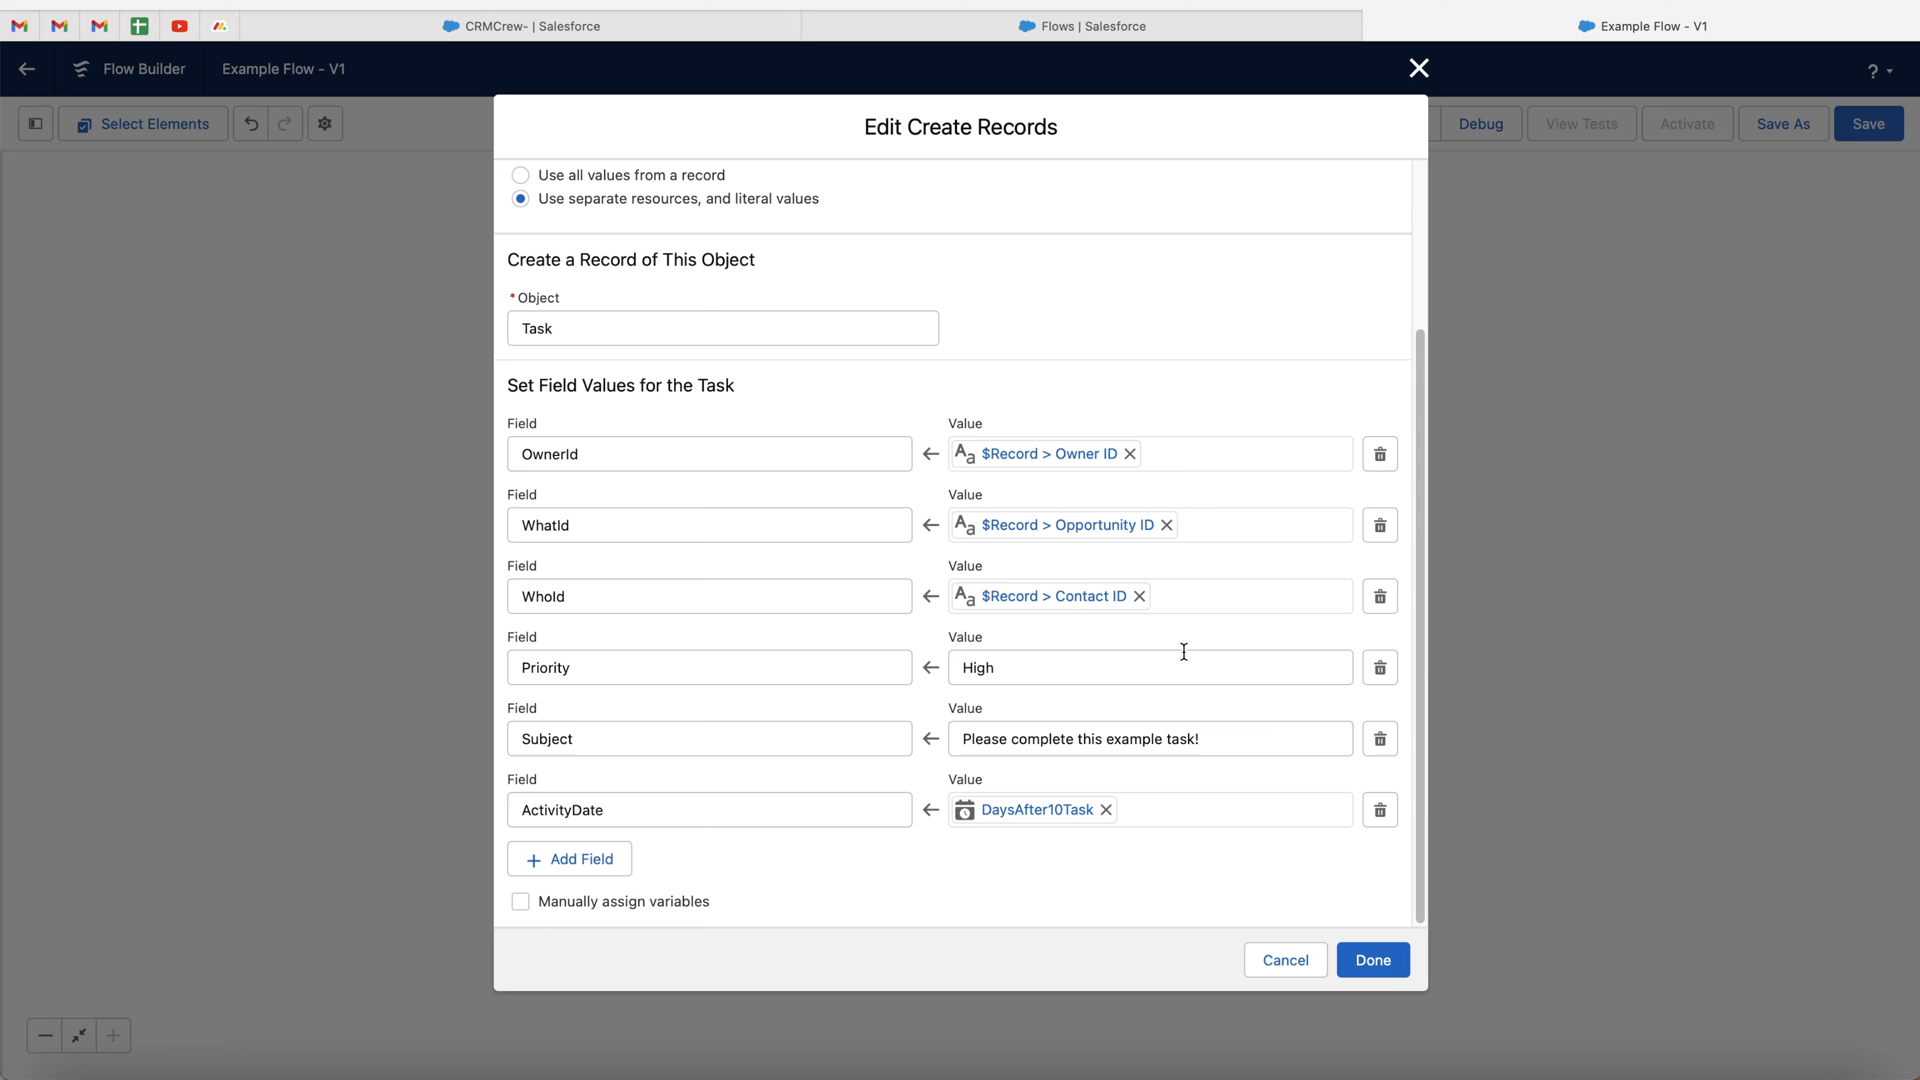 CRMCrew- | Salesforce
Flows | Salesforce
Example Flow - V1
Flow Builder
Example Flow - V1
?
Select Elements
Debug
View Tests
Activate
Save As
Save
Edit Create Records
Use all values from a record
Use separate resources, and literal values
Create a Record of This Object
* Object
Task
Set Field Values for the Task
Field
Value
OwnerId
Aa $Record > Owner ID
Field
Value
WhatId
Aa $Record > Opportunity ID
Field
Value
WhoId
Aa $Record > Contact ID
Field
Value
Priority
High
Field
Value
Subject
Please complete this example task!
Field
Value
ActivityDate
DaysAfter10Task
+ Add Field
Manually assign variables
Cancel
Done